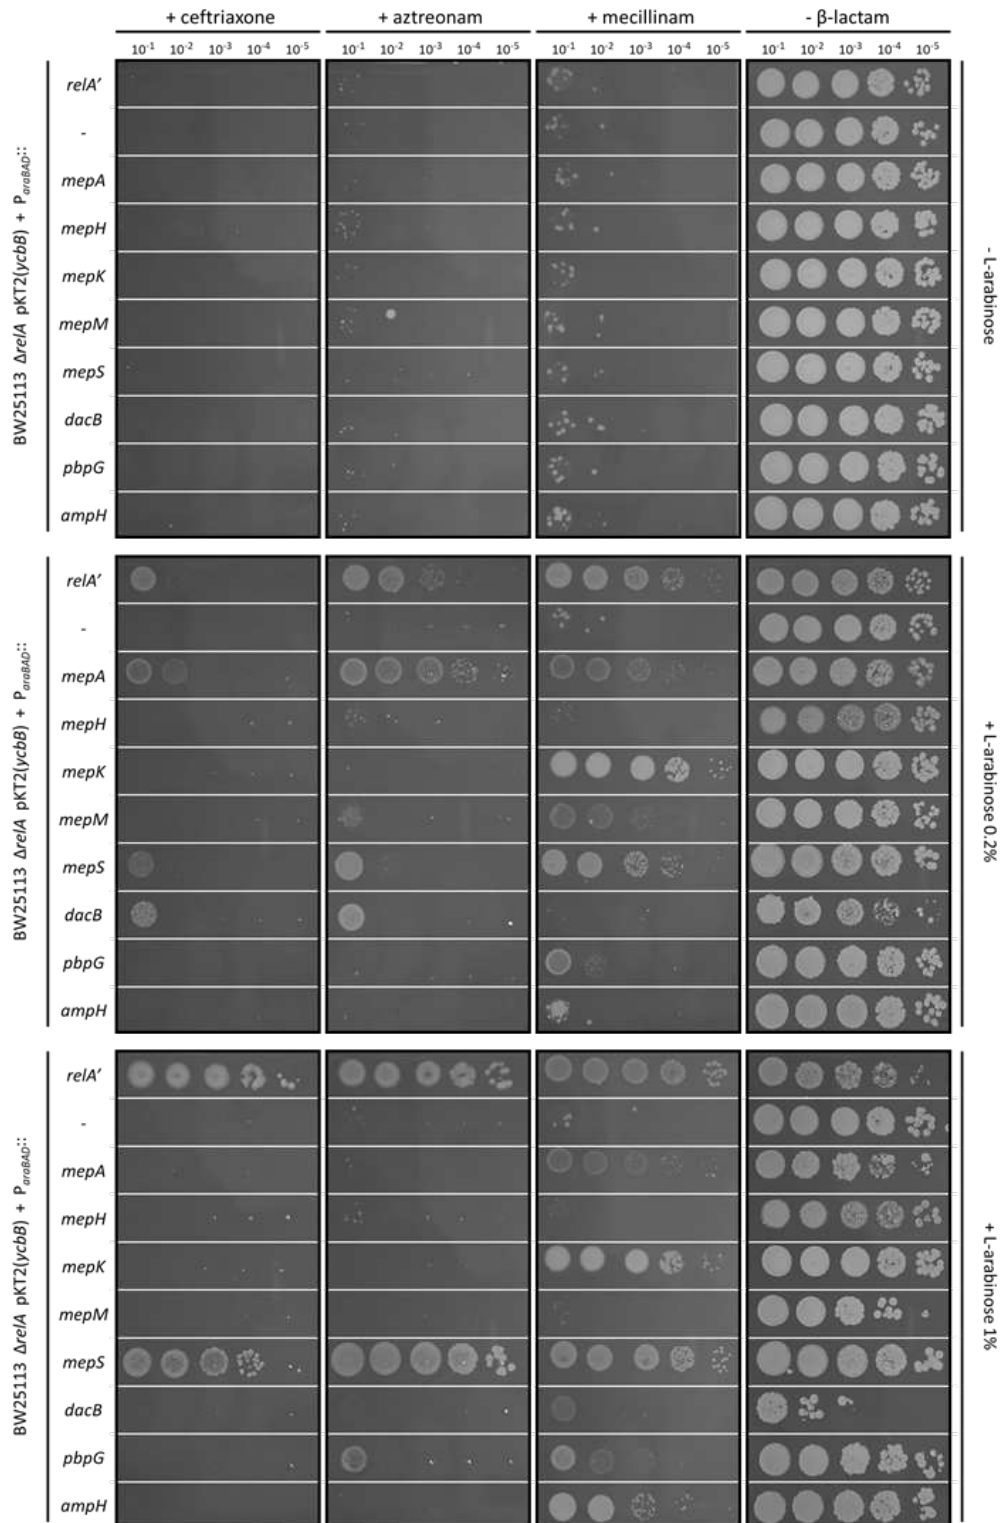 + ceftriaxone + aztreonam + mecillinam - β-lactam
10-1 10-2 10-3 10-4 10-5 10-1 10-2 10-3 10-4 10-5 10-1 10-2 10-3 10-4 10-5 10-1 10-2 10-3 10-4 10-5
BW25113 ΔrelA pKT2(ycbB) + ParaBAD::
relA'
-
mepA
mepH
mepK
mepM
mepS
dacB
pbpG
ampH
- L-arabinose
BW25113 ΔrelA pKT2(ycbB) + ParaBAD::
relA'
-
mepA
mepH
mepK
mepM
mepS
dacB
pbpG
ampH
+ L-arabinose 0.2%
BW25113 ΔrelA pKT2(ycbB) + ParaBAD::
relA'
-
mepA
mepH
mepK
mepM
mepS
dacB
pbpG
ampH
+ L-arabinose 1%